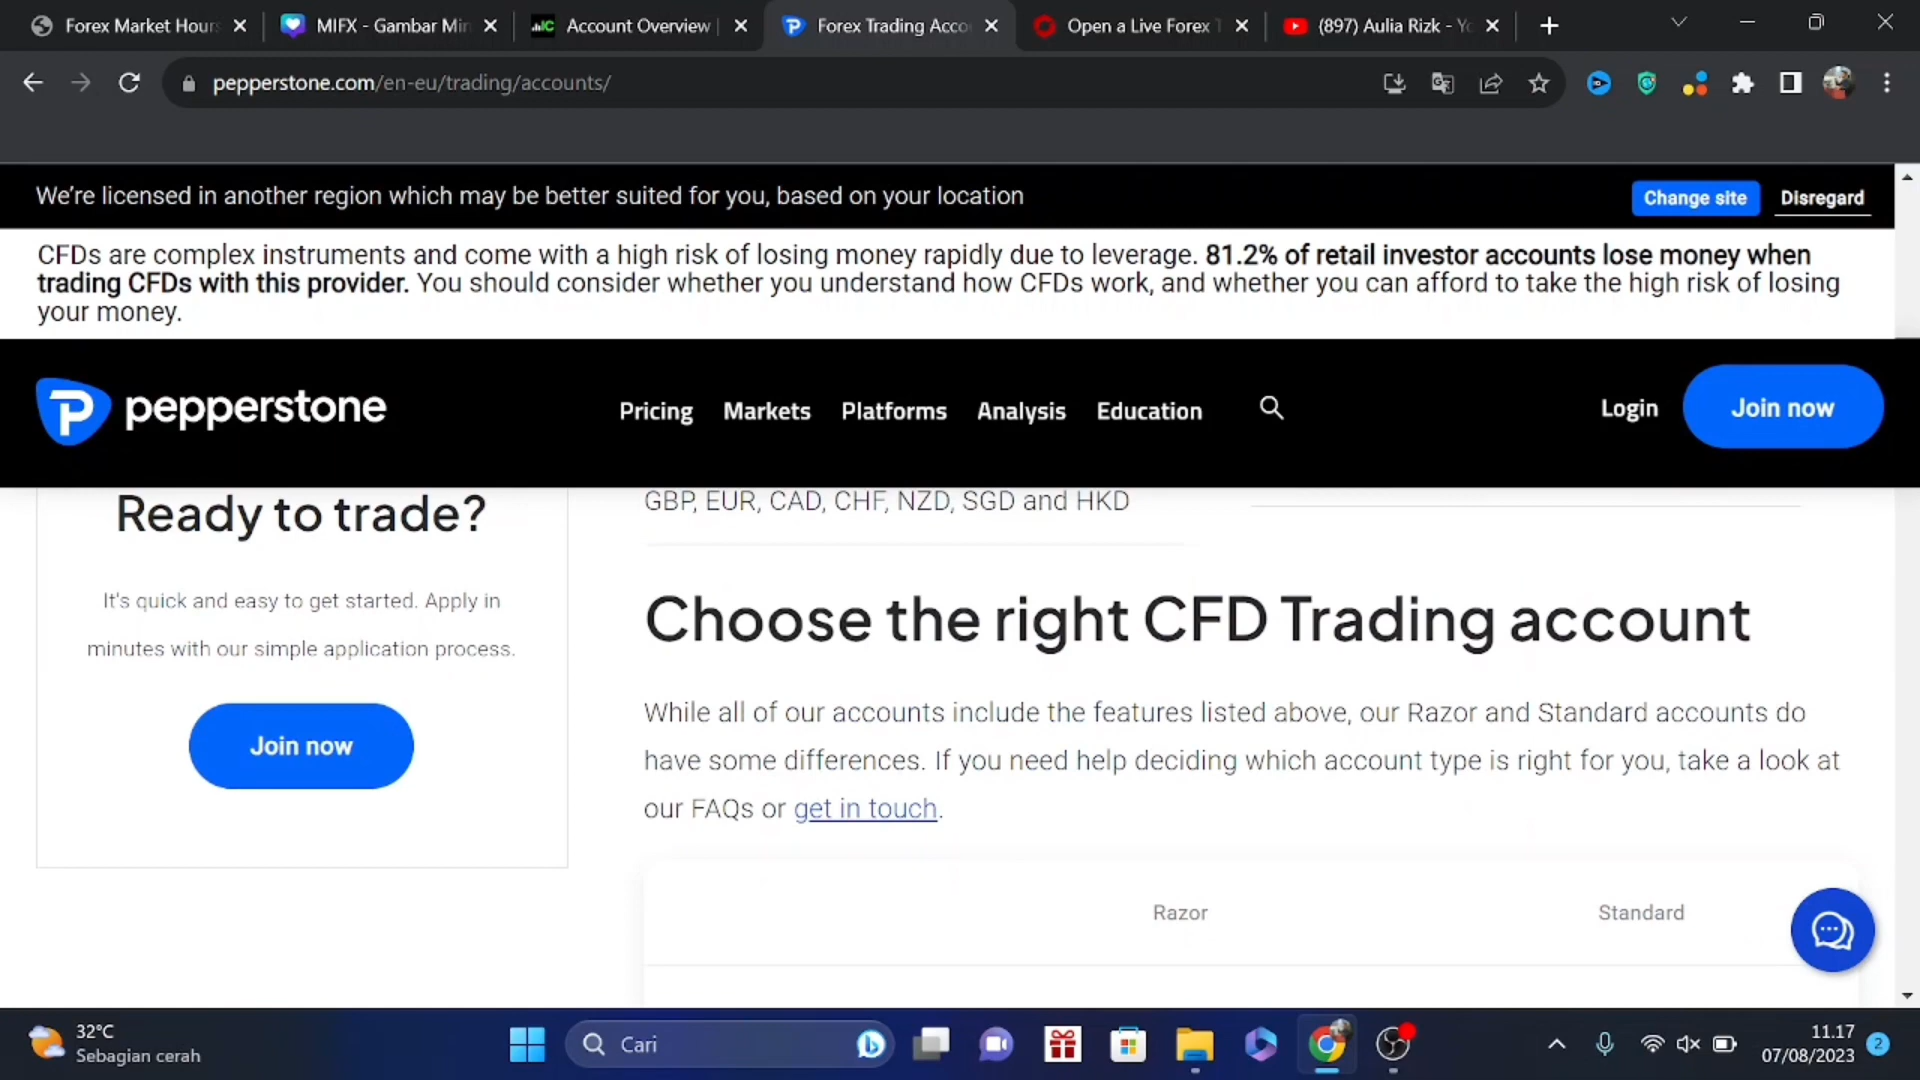 Forex Market Hour
MIFX - Gambar Min
Account Overview |
Forex Trading Acco
Open a Live Forex T
(897) Aulia Rizk - Yo
pepperstone.com/en-eu/trading/accounts/
We're licensed in another region which may be better suited for you, based on your location
Change site
Disregard
CFDs are complex instruments and come with a high risk of losing money rapidly due to leverage. 81.2% of retail investor accounts lose money when
trading CFDs with this provider. You should consider whether you understand how CFDs work, and whether you can afford to take the high risk of losing
your money.
pepperstone
Pricing
Markets
Platforms
Analysis
Education
Login
Join now
Ready to trade?
It's quick and easy to get started. Apply in
minutes with our simple application process.
Join now
GBP, EUR, CAD, CHF, NZD, SGD and HKD
Choose the right CFD Trading account
While all of our accounts include the features listed above, our Razor and Standard accounts do
have some differences. If you need help deciding which account type is right for you, take a look at
our FAQs or get in touch.
Razor
Standard
32°C
Sebagian cerah
Cari
11.17
07/08/2023
2